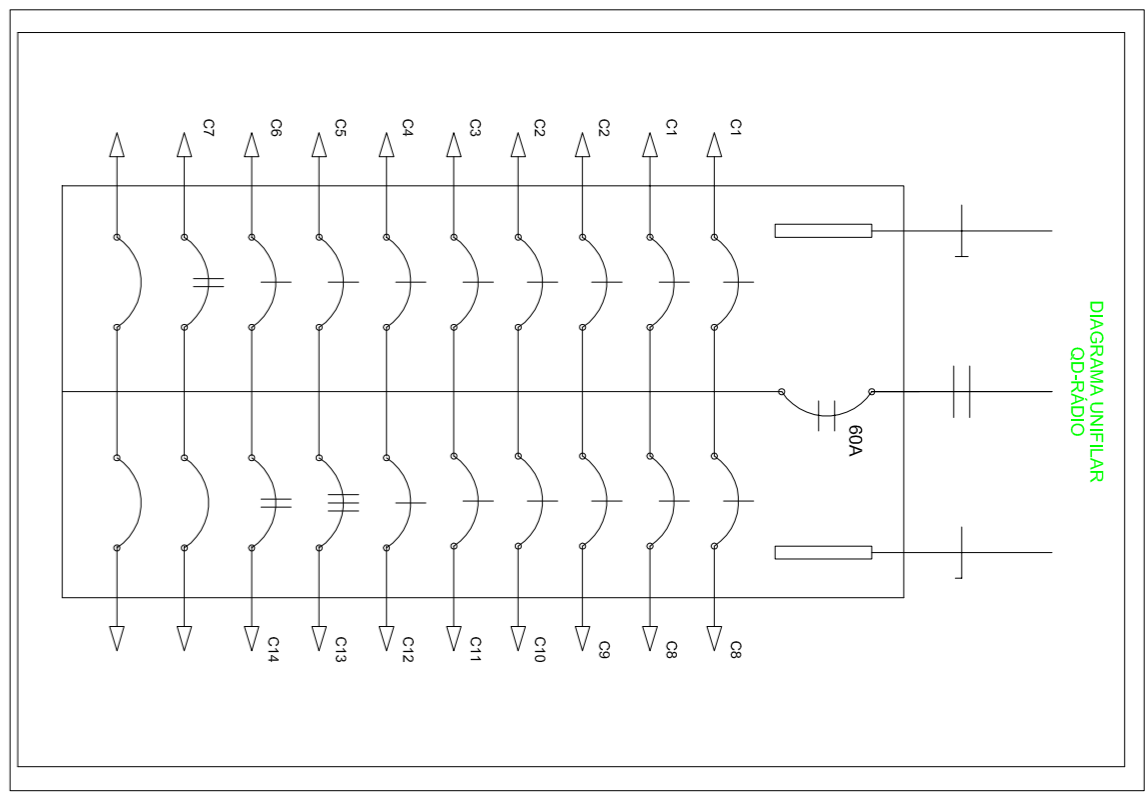 DIAGRAMA UNIFILAR
QD-RÁDIO
60A
C1
C8
C1
C8
C2
C9
C2
C10
C3
C11
C4
C12
C5
C13
C6
C14
C7